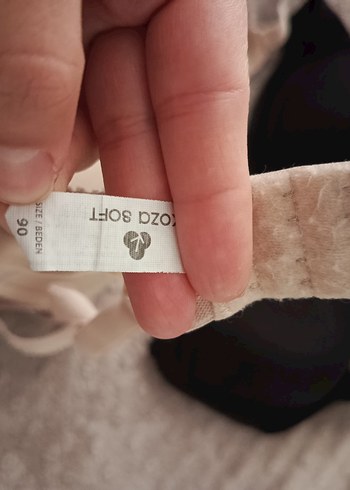 koza SOFT
SIZE / BEDEN
90